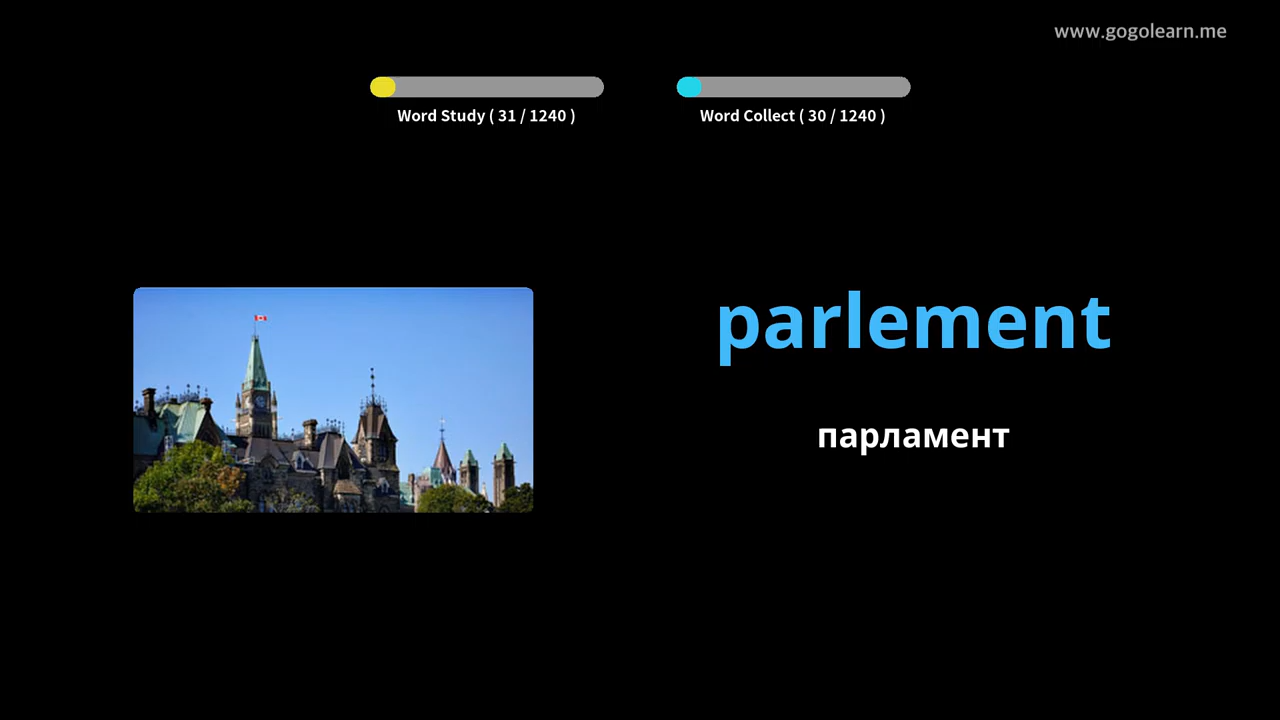 www.gogolearn.me
Word Study ( 31 / 1240 )
Word Collect ( 30 / 1240 )
parlement
парламент